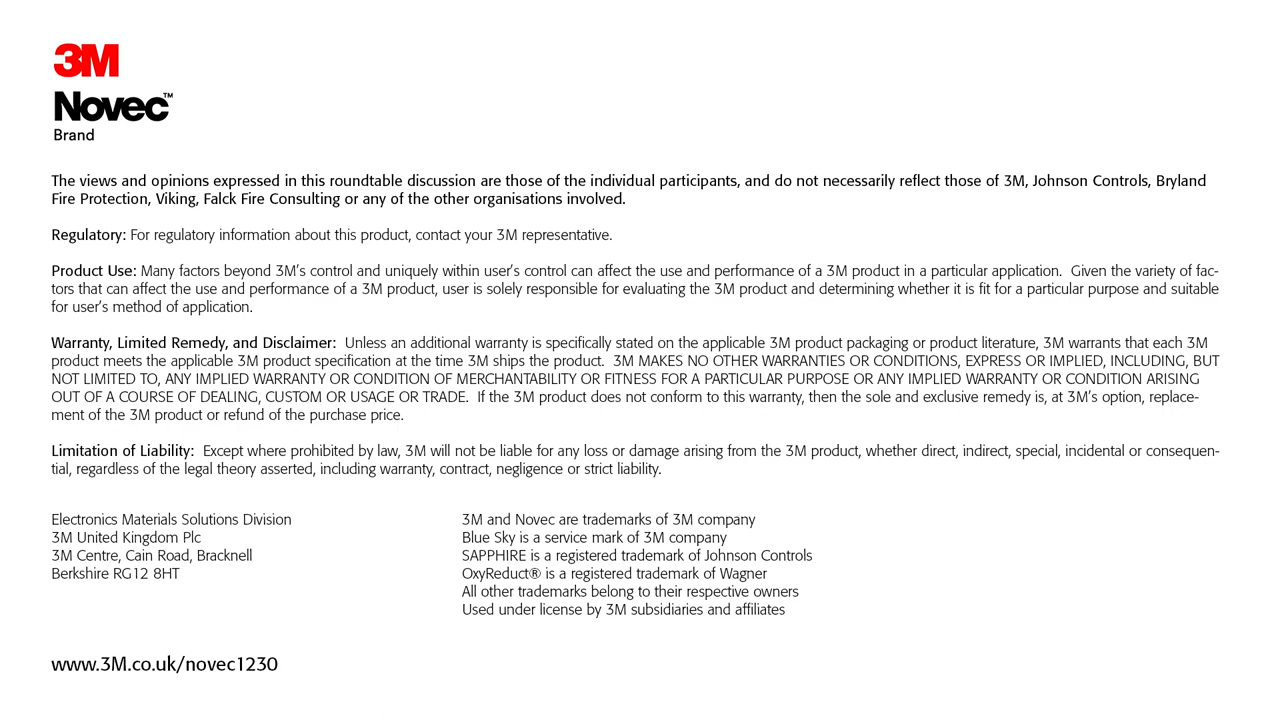 3M
Novec™
Brand
The views and opinions expressed in this roundtable discussion are those of the individual participants, and do not necessarily reflect those of 3M, Johnson Controls, Bryland
Fire Protection, Viking, Falck Fire Consulting or any of the other organisations involved.
Regulatory: For regulatory information about this product, contact your 3M representative.
Product Use: Many factors beyond 3M's control and uniquely within user's control can affect the use and performance of a 3M product in a particular application.  Given the variety of fac-
tors that can affect the use and performance of a 3M product, user is solely responsible for evaluating the 3M product and determining whether it is fit for a particular purpose and suitable
for user's method of application.
Warranty, Limited Remedy, and Disclaimer:  Unless an additional warranty is specifically stated on the applicable 3M product packaging or product literature, 3M warrants that each 3M
product meets the applicable 3M product specification at the time 3M ships the product.  3M MAKES NO OTHER WARRANTIES OR CONDITIONS, EXPRESS OR IMPLIED, INCLUDING, BUT
NOT LIMITED TO, ANY IMPLIED WARRANTY OR CONDITION OF MERCHANTABILITY OR FITNESS FOR A PARTICULAR PURPOSE OR ANY IMPLIED WARRANTY OR CONDITION ARISING
OUT OF A COURSE OF DEALING, CUSTOM OR USAGE OR TRADE.  If the 3M product does not conform to this warranty, then the sole and exclusive remedy is, at 3M's option, replace-
ment of the 3M product or refund of the purchase price.
Limitation of Liability:  Except where prohibited by law, 3M will not be liable for any loss or damage arising from the 3M product, whether direct, indirect, special, incidental or consequen-
tial, regardless of the legal theory asserted, including warranty, contract, negligence or strict liability.
Electronics Materials Solutions Division
3M United Kingdom Plc
3M Centre, Cain Road, Bracknell
Berkshire RG12 8HT
3M and Novec are trademarks of 3M company
Blue Sky is a service mark of 3M company
SAPPHIRE is a registered trademark of Johnson Controls
OxyReduct® is a registered trademark of Wagner
All other trademarks belong to their respective owners
Used under license by 3M subsidiaries and affiliates
www.3M.co.uk/novec1230